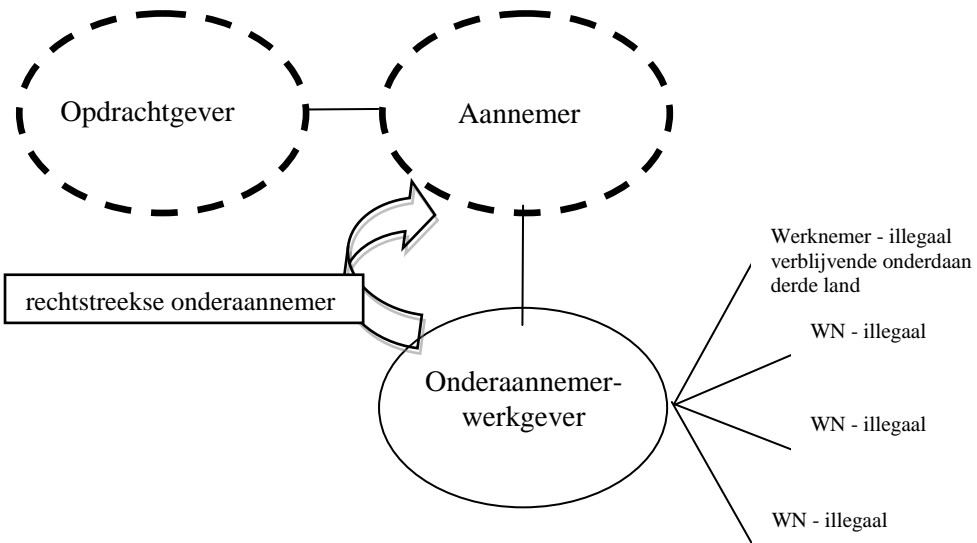 Opdrachtgever
Aannemer
rechtstreekse onderaannemer
Onderaannemer-
werkgever
Werknemer - illegaal
verblijvende onderdaan
derde land
WN - illegaal
WN - illegaal
WN - illegaal